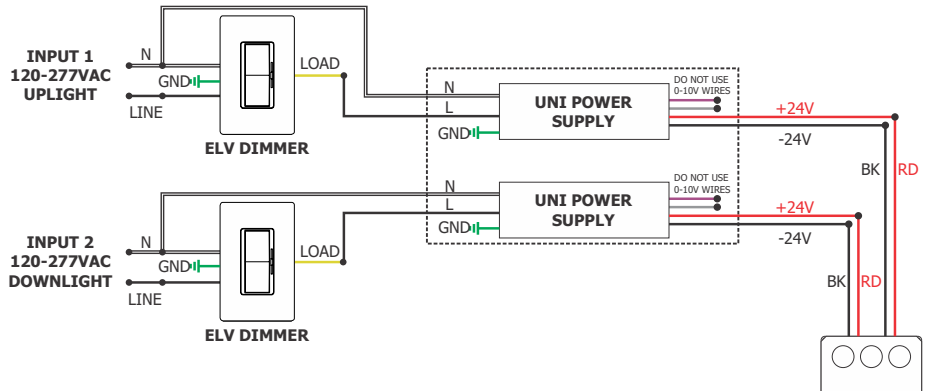 INPUT 1
120-277VAC
UPLIGHT
N
GND
LINE
LOAD
ELV DIMMER
N
L
GND
UNI POWER
SUPPLY
DO NOT USE
0-10V WIRES
+24V
-24V
BK
RD
INPUT 2
120-277VAC
DOWNLIGHT
N
GND
LINE
LOAD
ELV DIMMER
N
L
GND
UNI POWER
SUPPLY
DO NOT USE
0-10V WIRES
+24V
-24V
BK
RD